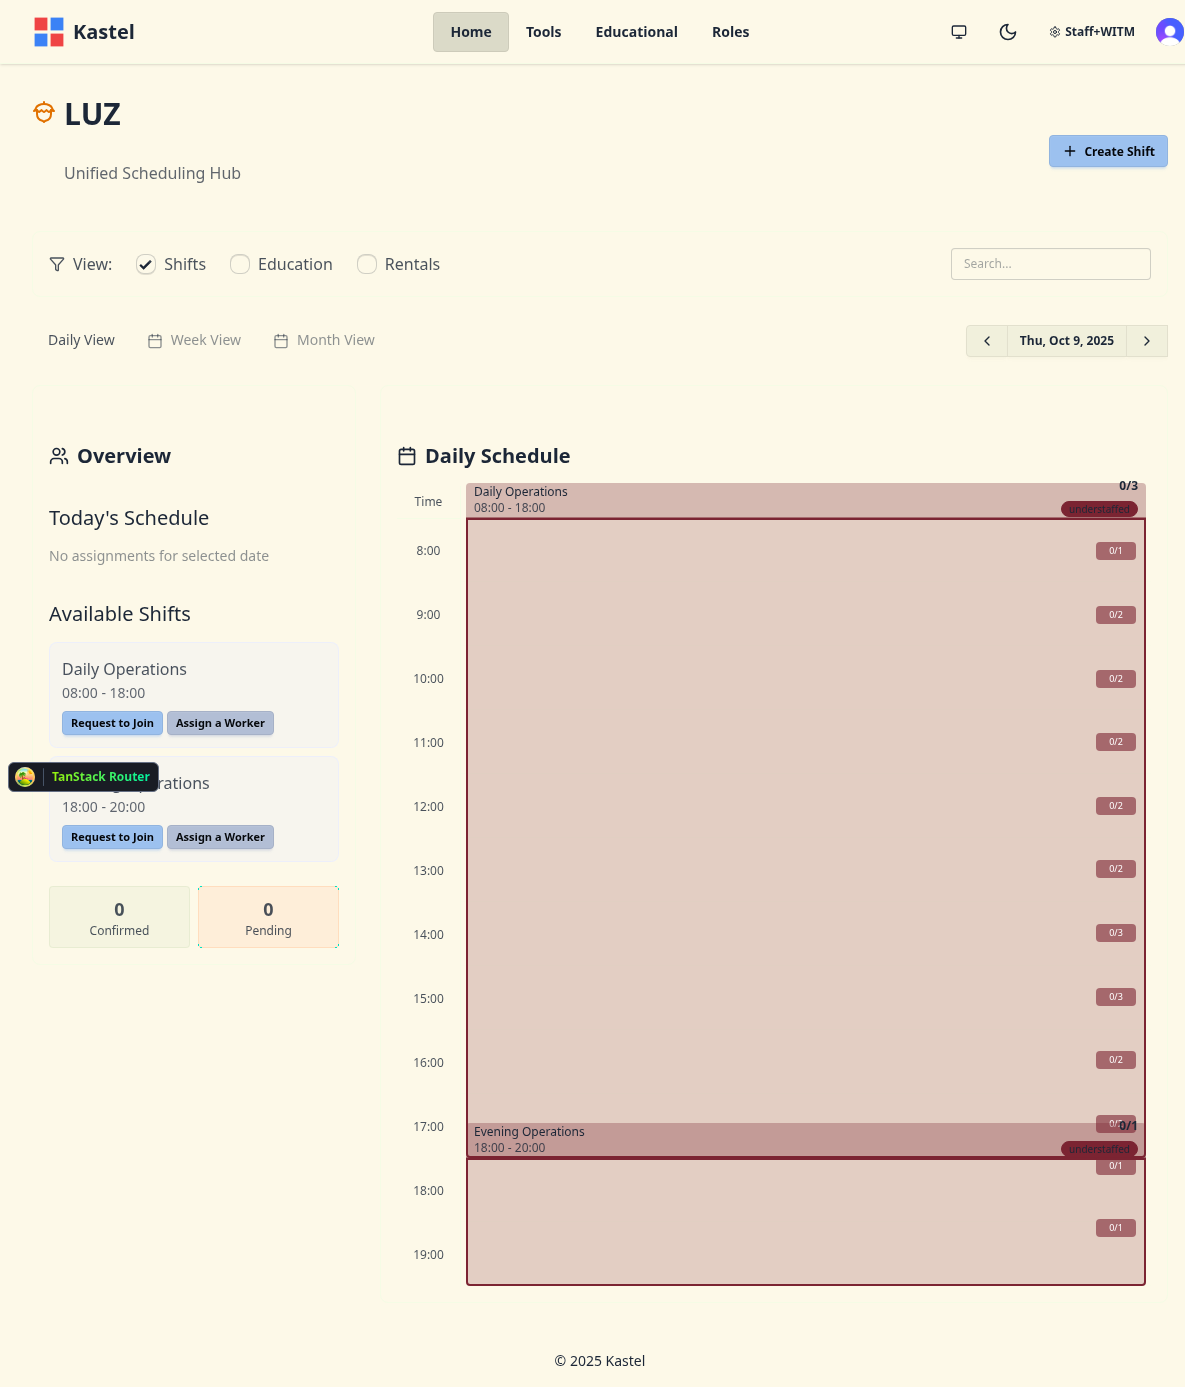 Kastel
Home
Tools
Educational
Roles
Staff+WITM
LUZ
Unified Scheduling Hub
Create Shift
View:
Shifts
Education
Rentals
Search...
Daily View
Week View
Month View
Thu, Oct 9, 2025
Overview
Today's Schedule
No assignments for selected date
Available Shifts
Daily Operations
08:00 - 18:00
Request to Join
Assign a Worker
TanStack Router
18:00 - 20:00
Request to Join
Assign a Worker
0
Confirmed
0
Pending
Daily Schedule
Time
Daily Operations
08:00 - 18:00
0/3
understaffed
8:00
0/1
9:00
0/2
10:00
0/2
11:00
0/2
12:00
0/2
13:00
0/2
14:00
0/3
15:00
0/3
16:00
0/2
17:00
Evening Operations
18:00 - 20:00
0/1
understaffed
0/1
18:00
0/1
19:00
© 2025 Kastel